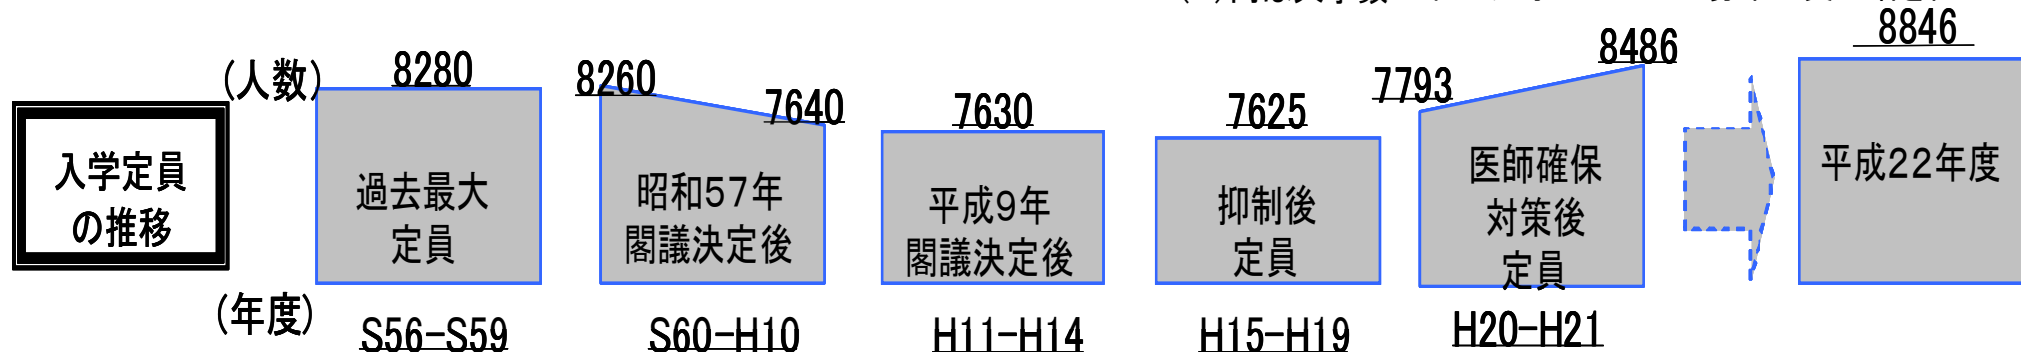 入学定員
の推移
(人数)
(年度)
8280
過去最大
定員
S56-S59
8260
7640
昭和57年
閣議決定後
S60-H10
7630
平成9年
閣議決定後
H11-H14
7625
抑制後
定員
H15-H19
7793
8486
医師確保
対策後
定員
H20-H21
8846
平成22年度